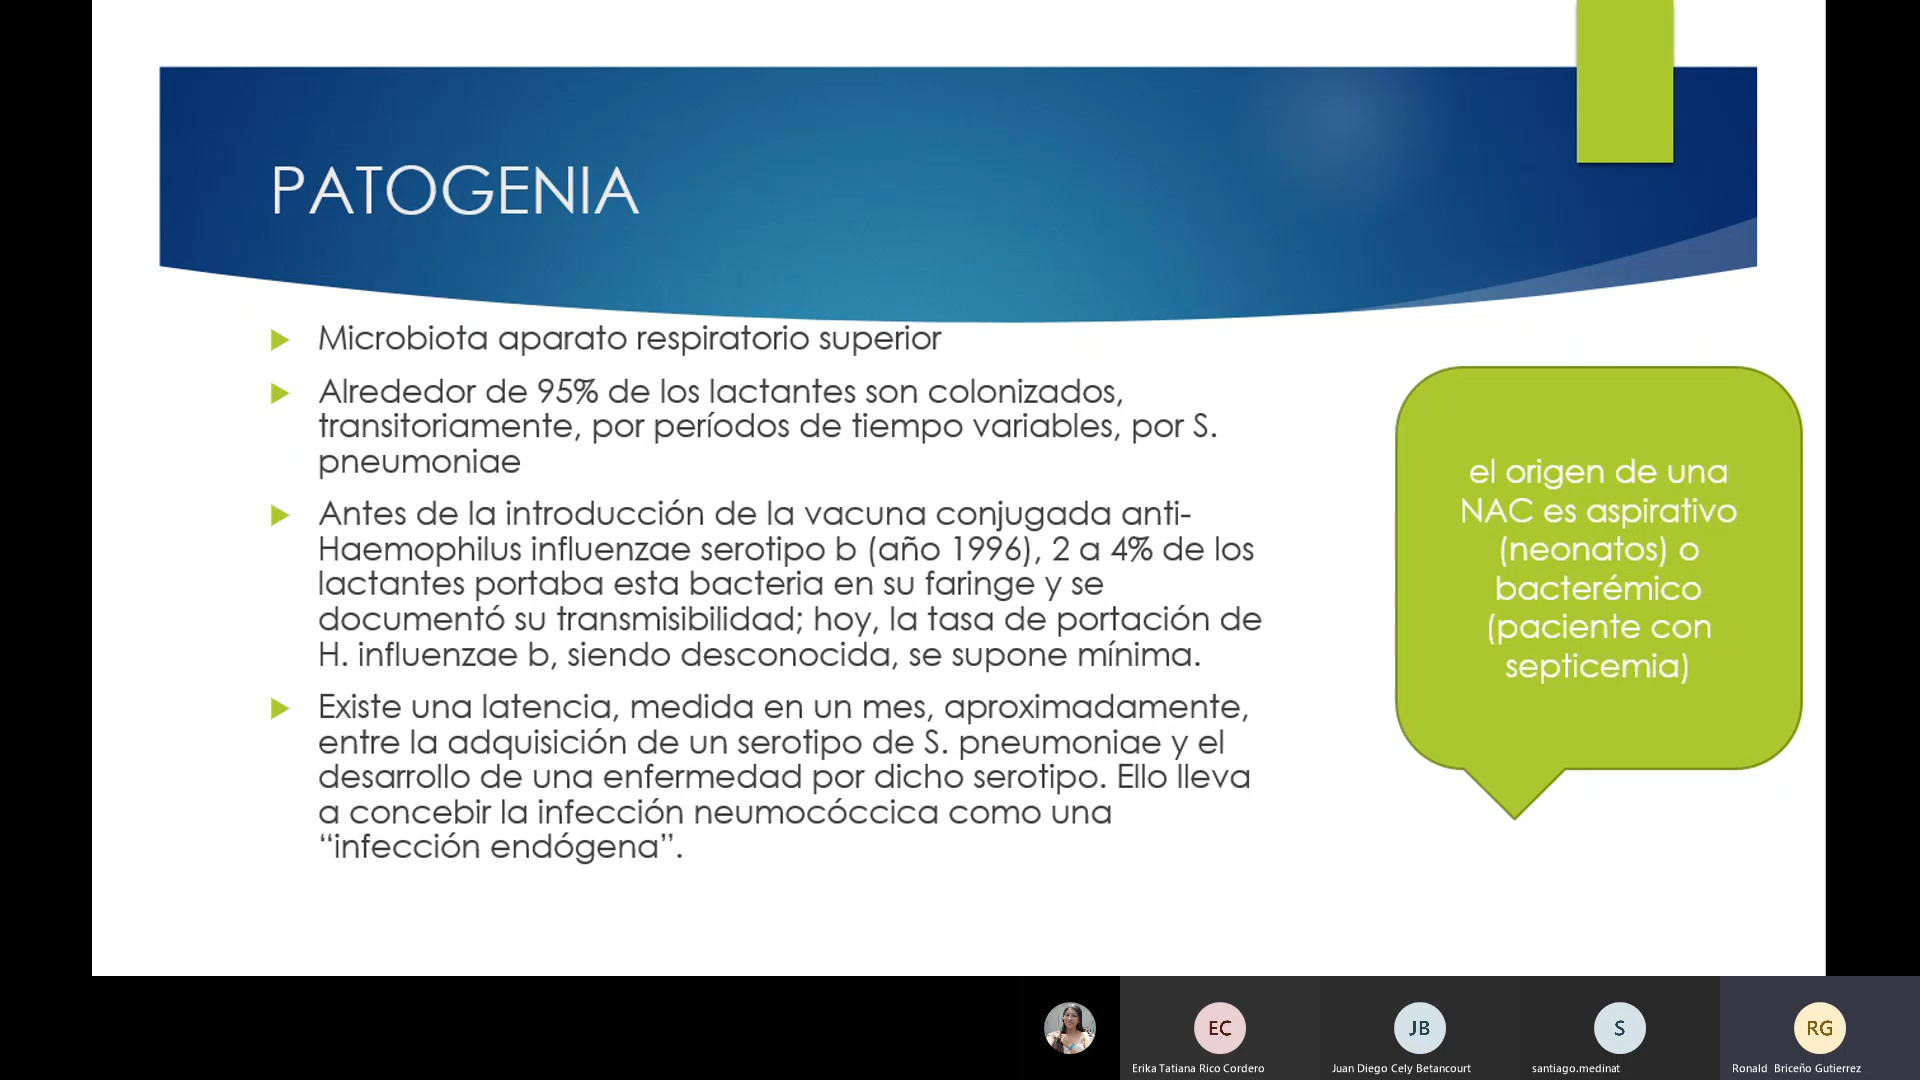 PATOGENIA
Microbiota aparato respiratorio superior
Alrededor de 95% de los lactantes son colonizados,
transitoriamente, por períodos de tiempo variables, por S.
pneumoniae
Antes de la introducción de la vacuna conjugada anti-
Haemophilus influenzae serotipo b (año 1996), 2 a 4% de los
lactantes portaba esta bacteria en su faringe y se
documentó su transmisibilidad; hoy, la tasa de portación de
H. influenzae b, siendo desconocida, se supone mínima.
Existe una latencia, medida en un mes, aproximadamente,
entre la adquisición de un serotipo de S. pneumoniae y el
desarrollo de una enfermedad por dicho serotipo. Ello lleva
a concebir la infección neumocóccica como una
“infección endógena”.
el origen de una
NAC es aspirativo
(neonatos) o
bacterémico
(paciente con
septicemia)
EC
Erika Tatiana Rico Cordero
JB
Juan Diego Cely Betancourt
S
santiago.medinat
RG
Ronald Briceño Gutierrez